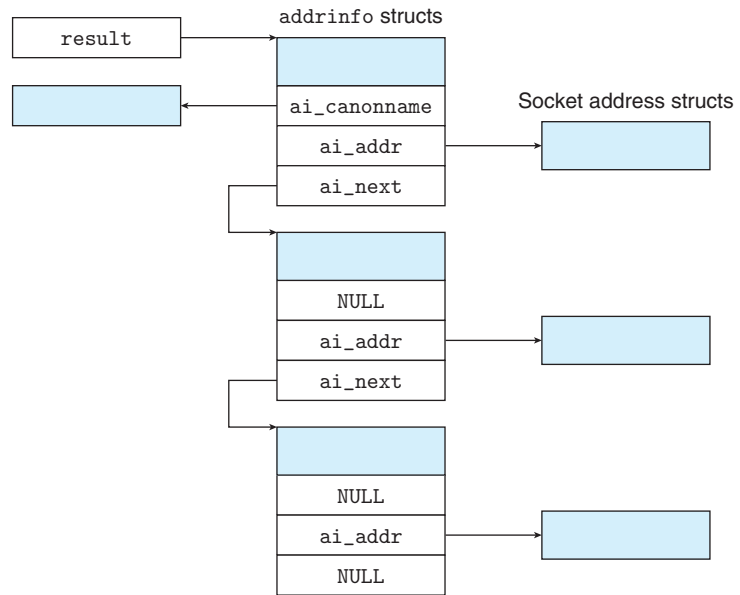 addrinfo structs
result
ai_canonname
Socket address structs
ai_addr
ai_next
NULL
ai_addr
ai_next
NULL
ai_addr
NULL